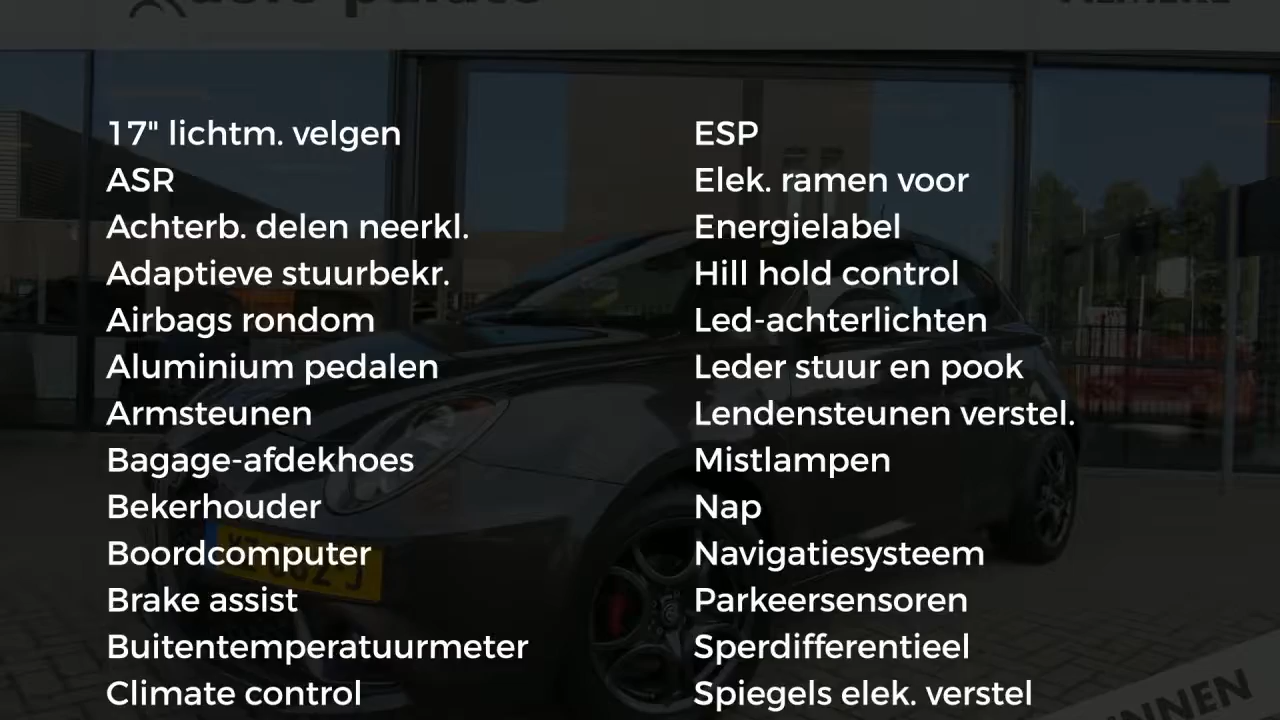 17" lichtm. velgen
ASR
Achterb. delen neerkl.
Adaptieve stuurbekr.
Airbags rondom
Aluminium pedalen
Armsteunen
Bagage-afdekhoes
Bekerhouder
Boordcomputer
Brake assist
Buitentemperatuurmeter
Climate control
ESP
Elek. ramen voor
Energielabel
Hill hold control
Led-achterlichten
Leder stuur en pook
Lendensteunen verstel.
Mistlampen
Nap
Navigatiesysteem
Parkeersensoren
Sperdifferentieel
Spiegels elek. verstel